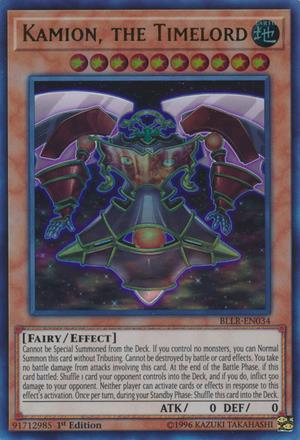 Kamion, the Timelord
EARTH
地
BLLR-EN034
[Fairy/Effect]
Cannot be Special Summoned from the Deck. If you control no monsters, you can Normal
Summon this card without Tributing. Cannot be destroyed by battle or card effects. You take
no battle damage from attacks involving this card. At the end of the Battle Phase, if this
card battled: Shuffle 1 card your opponent controls into the Deck, and if you do, inflict 500
damage to your opponent. Neither player can activate cards or effects in response to this
effect's activation. Once per turn, during your Standby Phase: Shuffle this card into the Deck.
ATK/ 0 DEF/ 0
91712985 1st Edition ©1996 KAZUKI TAKAHASHI